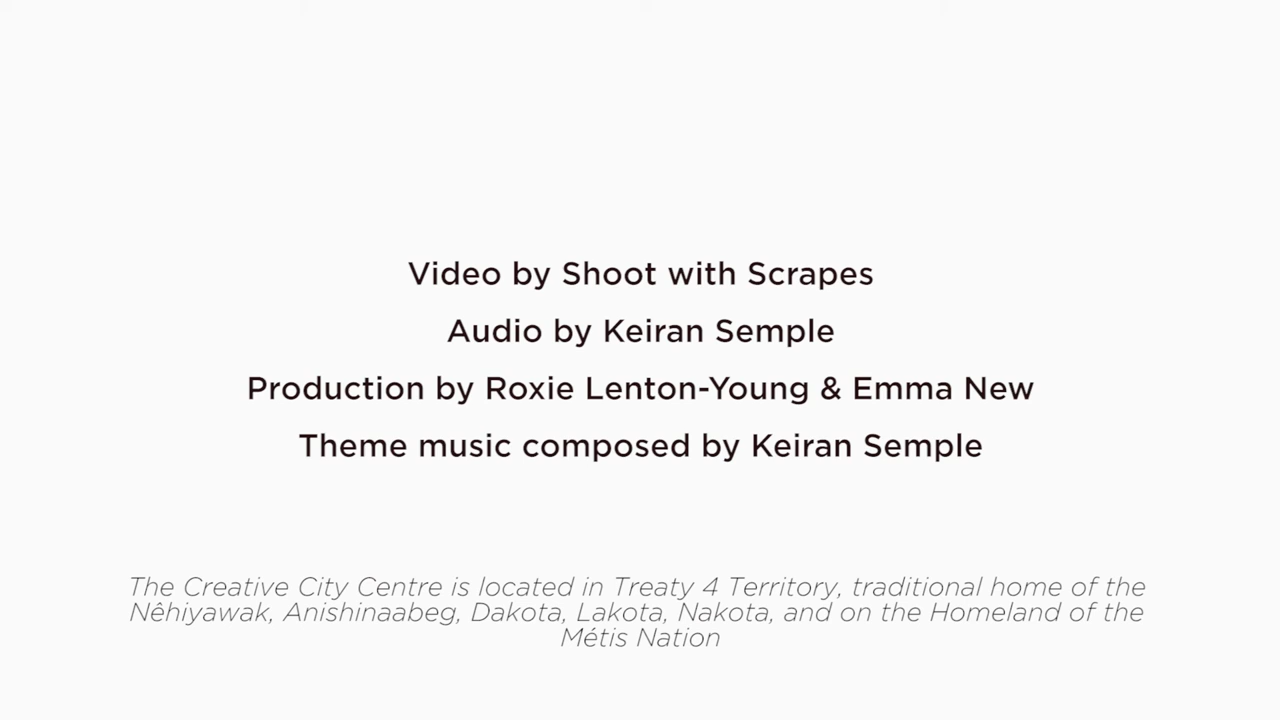 Video by Shoot with Scrapes
Audio by Keiran Semple
Production by Roxie Lenton-Young & Emma New
Theme music composed by Keiran Semple
The Creative City Centre is located in Treaty 4 Territory, traditional home of the
Nêhiyawak, Anishinaabeg, Dakota, Lakota, Nakota, and on the Homeland of the
Métis Nation